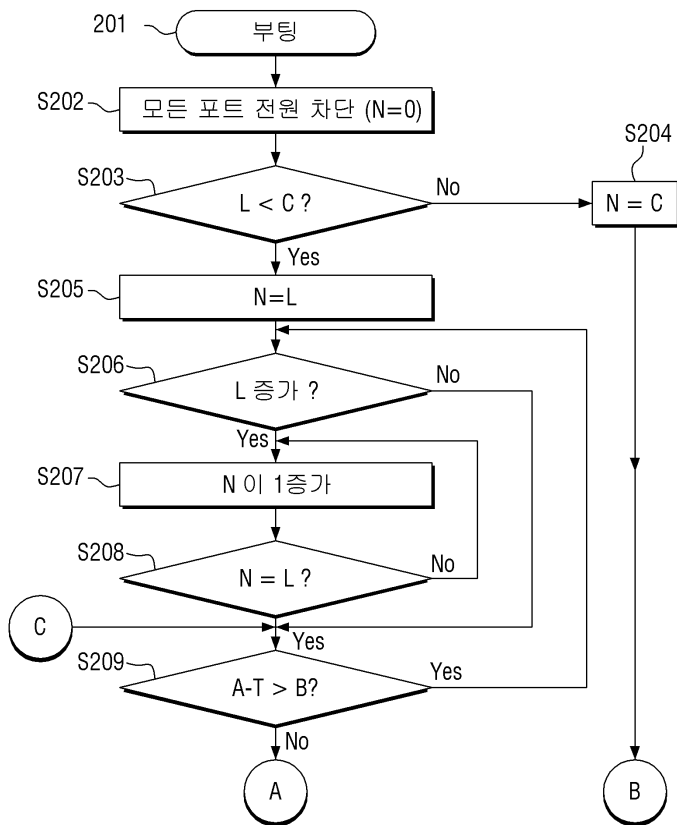 201
부팅
S202
모든 포트 전원 차단 (N=0)
S203
L < C ?
No
S204
N = C
Yes
S205
N=L
S206
L 증가 ?
No
Yes
S207
N 이 1증가
S208
N = L ?
No
C
Yes
S209
A-T > B?
Yes
No
A
B